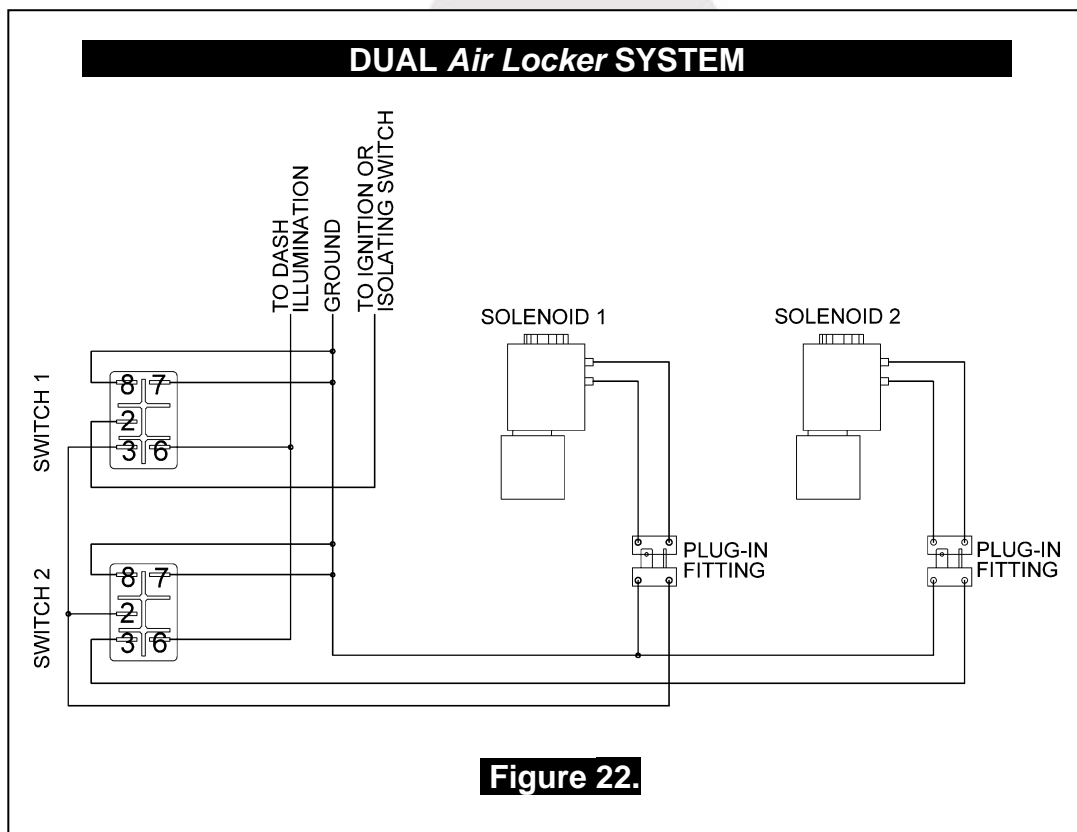 DUAL Air Locker SYSTEM
TO DASH
ILLUMINATION
GROUND
TO IGNITION OR
ISOLATING SWITCH
SOLENOID 1
SOLENOID 2
SWITCH 1
8 7
2
3 6
SWITCH 2
8 7
2
3 6
PLUG-IN
FITTING
PLUG-IN
FITTING
Figure 22.